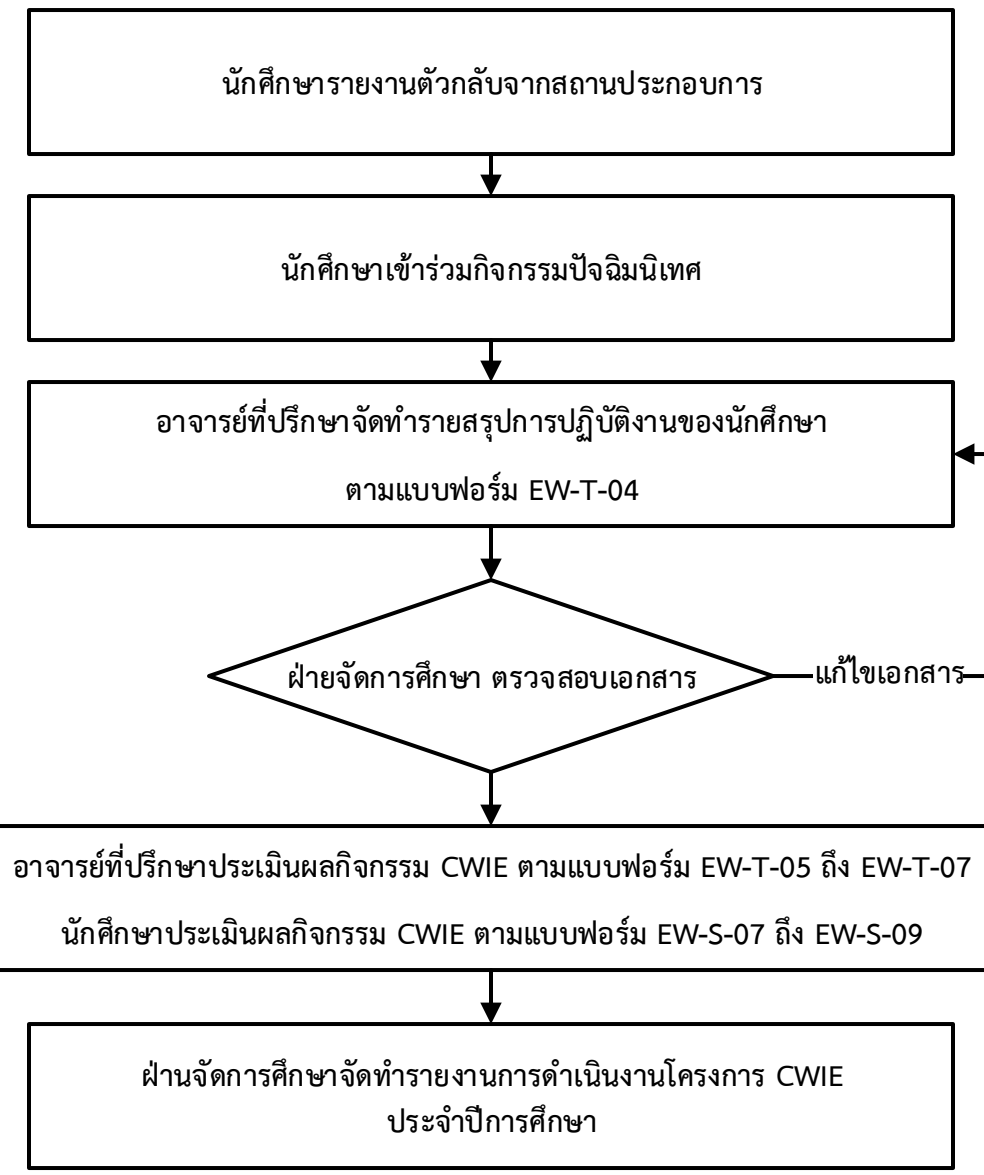 นักศึกษารายงานตัวกลับจากสถานประกอบการ
นักศึกษาเข้าร่วมกิจกรรมปัจฉิมนิเทศ
อาจารย์ที่ปรึกษาจัดทำรายสรุปการปฏิบัติงานของนักศึกษา
ตามแบบฟอร์ม EW-T-04
ฝ่ายจัดการศึกษา ตรวจสอบเอกสาร
แก้ไขเอกสาร
อาจารย์ที่ปรึกษาประเมินผลกิจกรรม CWIE ตามแบบฟอร์ม EW-T-05 ถึง EW-T-07
นักศึกษาประเมินผลกิจกรรม CWIE ตามแบบฟอร์ม EW-S-07 ถึง EW-S-09
ฝ่านจัดการศึกษาจัดทำรายงานการดำเนินงานโครงการ CWIE
ประจำปีการศึกษา